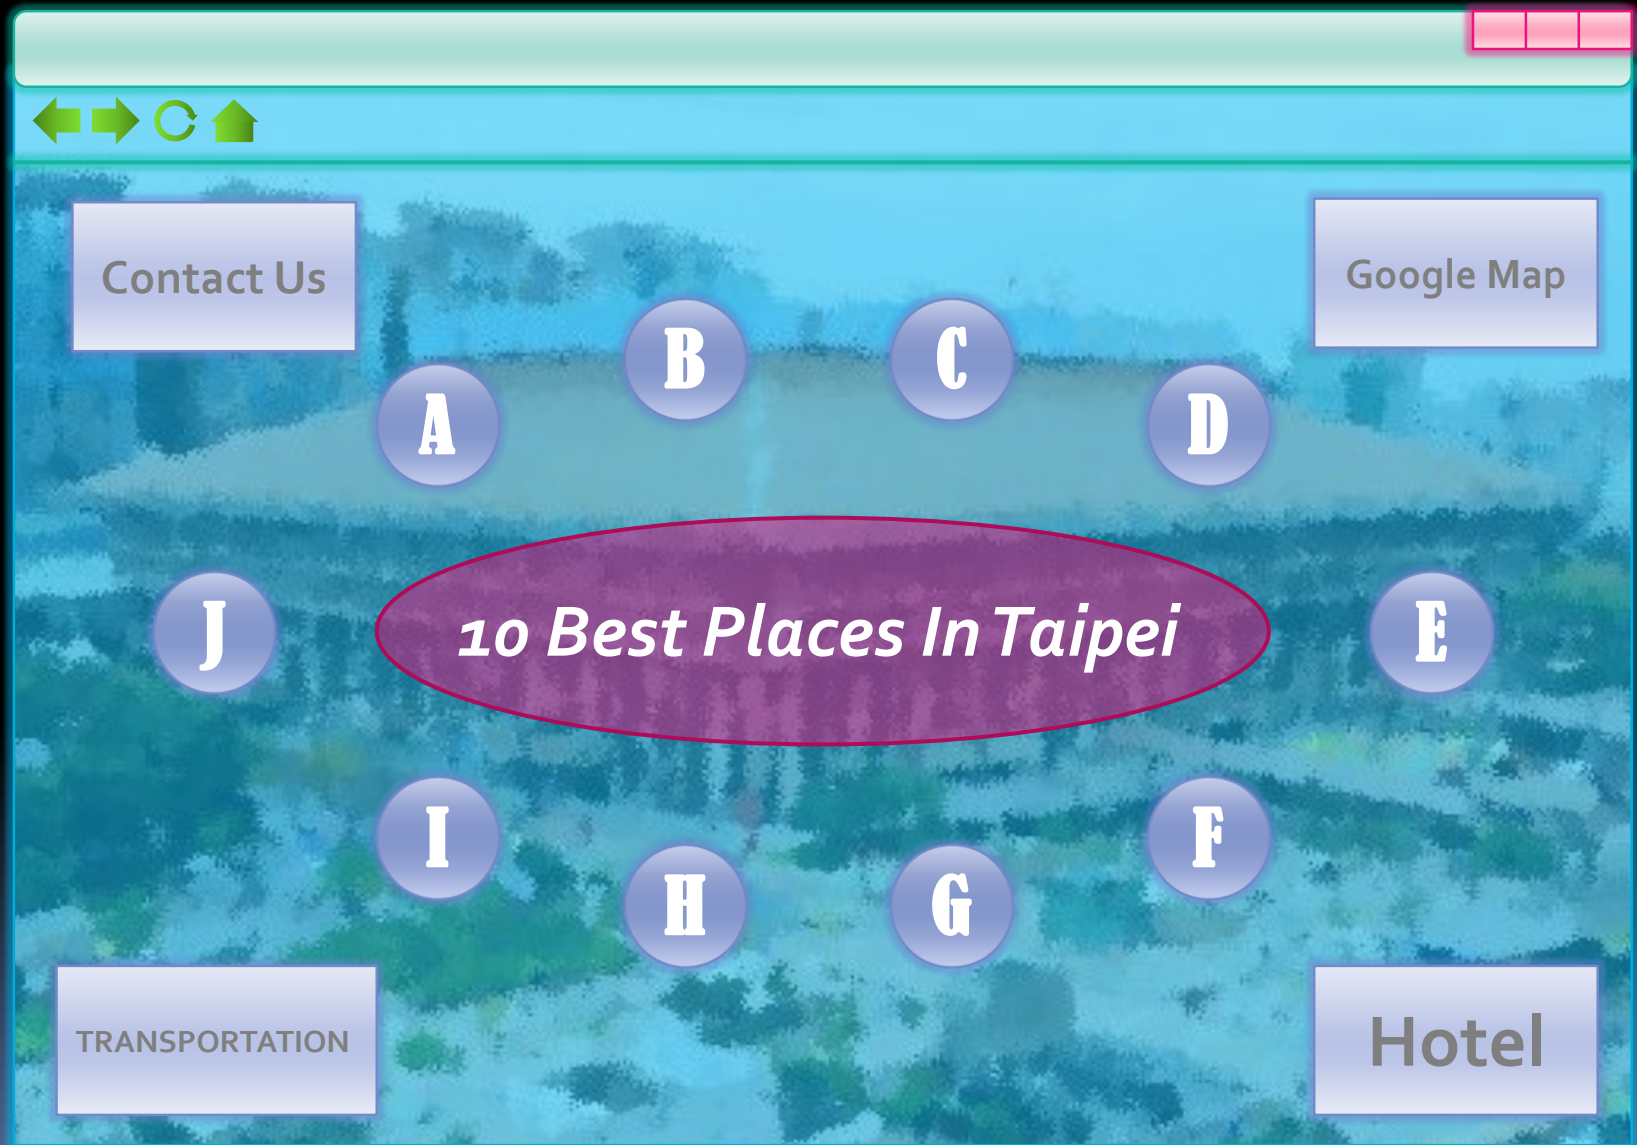 Contact Us
Google Map
B
C
A
D
10 Best Places In Taipei
J
E
I
F
H
G
TRANSPORTATION
Hotel